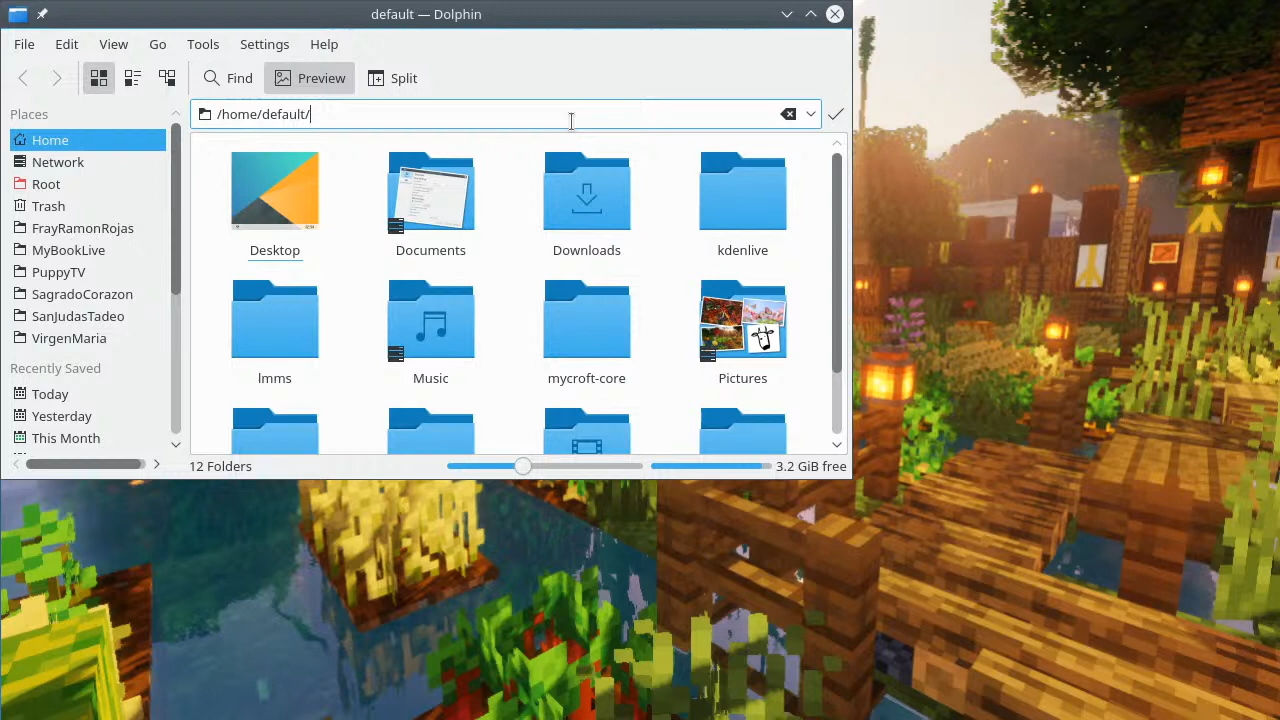 default — Dolphin
File Edit View Go Tools Settings Help
Find Preview Split
Places
/home/default/
Home
Network
Root
Trash
FrayRamonRojas
MyBookLive
PuppyTV
SagradoCorazon
SanJudasTadeo
VirgenMaria
Recently Saved
Today
Yesterday
This Month
Desktop Documents Downloads kdenlive
lmms Music mycroft-core Pictures
12 Folders 3.2 GiB free